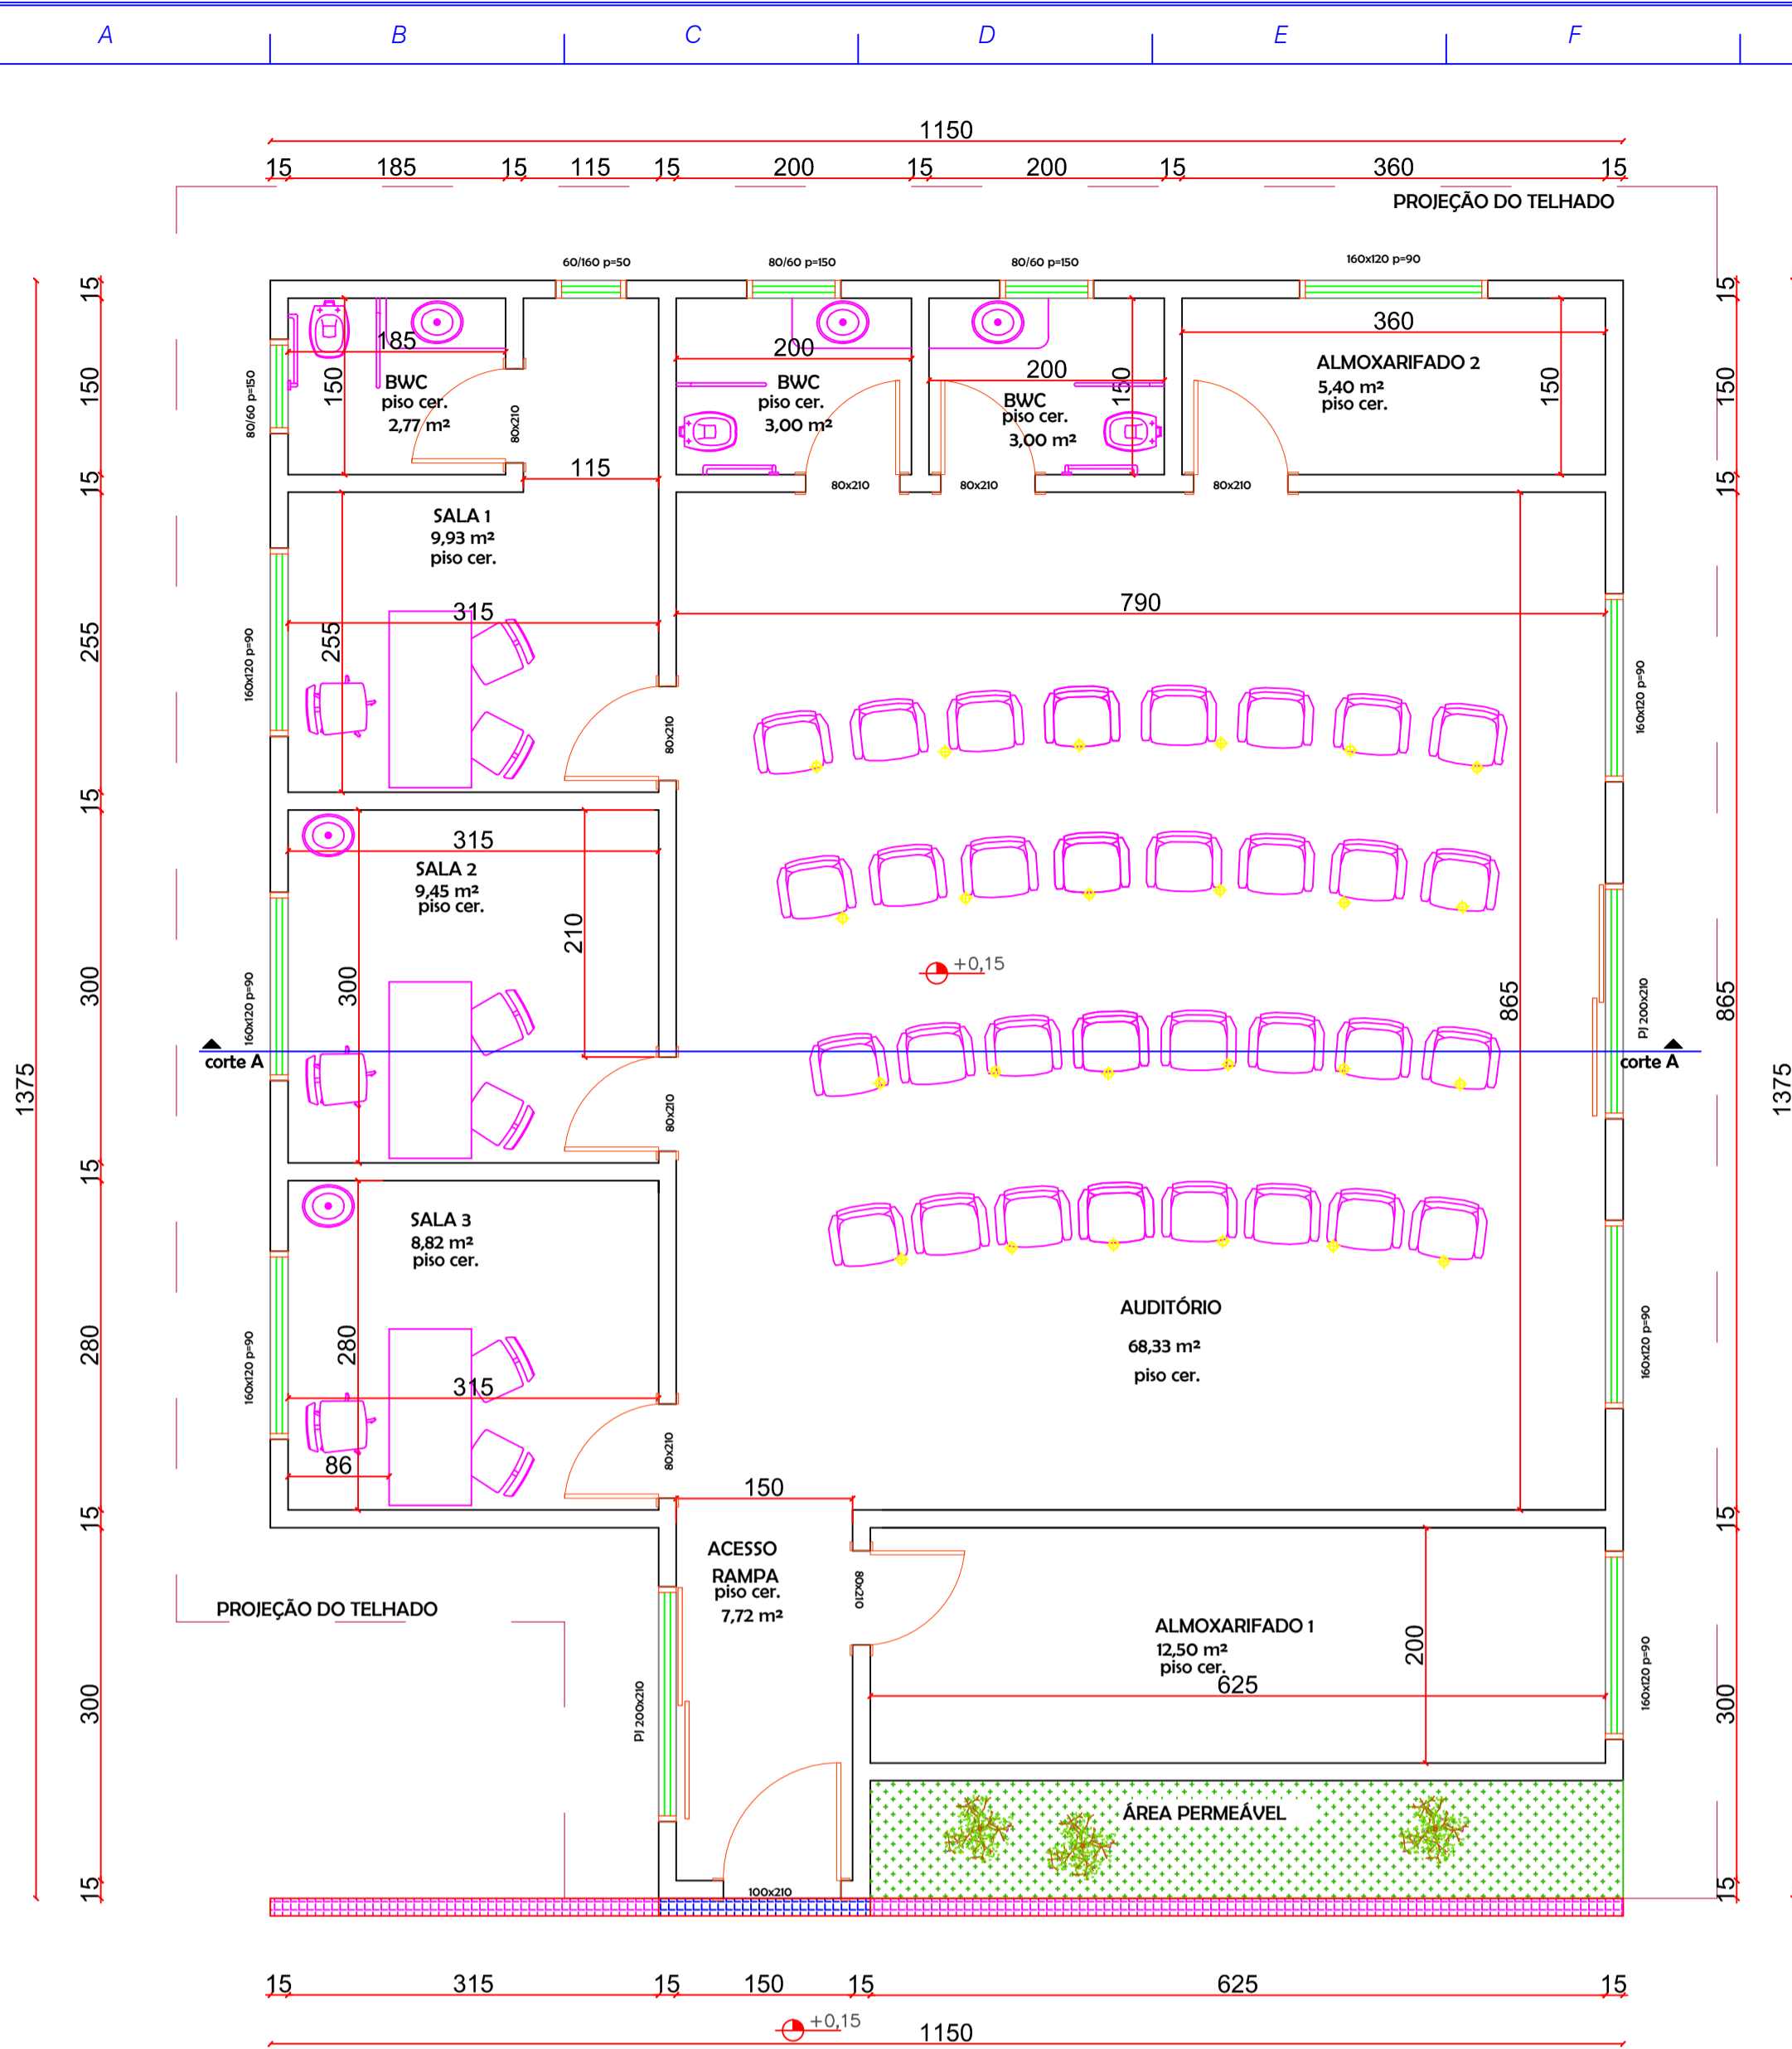 A B C D E F
1150
15 185 15 115 15 200 15 200 15 360 15
PROJEÇÃO DO TELHADO
60/160 p=50
80/60 p=150
80/60 p=150
160x120 p=90
15
150
15
255
15
300
15
280
15
300
15
1375
80/60 p=150
160x120 p=90
160x120 p=90
160x120 p=90
185
150
BWC
piso cer.
2,77 m²
80x210
115
200
BWC
piso cer.
3,00 m²
80x210
200
150
BWC
piso cer.
3,00 m²
80x210
360
ALMOXARIFADO 2
5,40 m²
piso cer.
150
80x210
SALA 1
9,93 m²
piso cer.
315
255
80x210
790
865
315
SALA 2
9,45 m²
piso cer.
210
300
80x210
+0,15
corte A
corte A
SALA 3
8,82 m²
piso cer.
280
315
86
80x210
AUDITÓRIO
68,33 m²
piso cer.
150
ACESSO
RAMPA
piso cer.
7,72 m²
80x210
PJ 200x210
100x210
PROJEÇÃO DO TELHADO
ALMOXARIFADO 1
12,50 m²
piso cer.
625
200
ÁREA PERMEÁVEL
160x120 p=90
PJ 200x210
160x120 p=90
160x120 p=90
15
150
15
865
15
300
15
1375
15 315 15 150 15 625 15
+0,15
1150